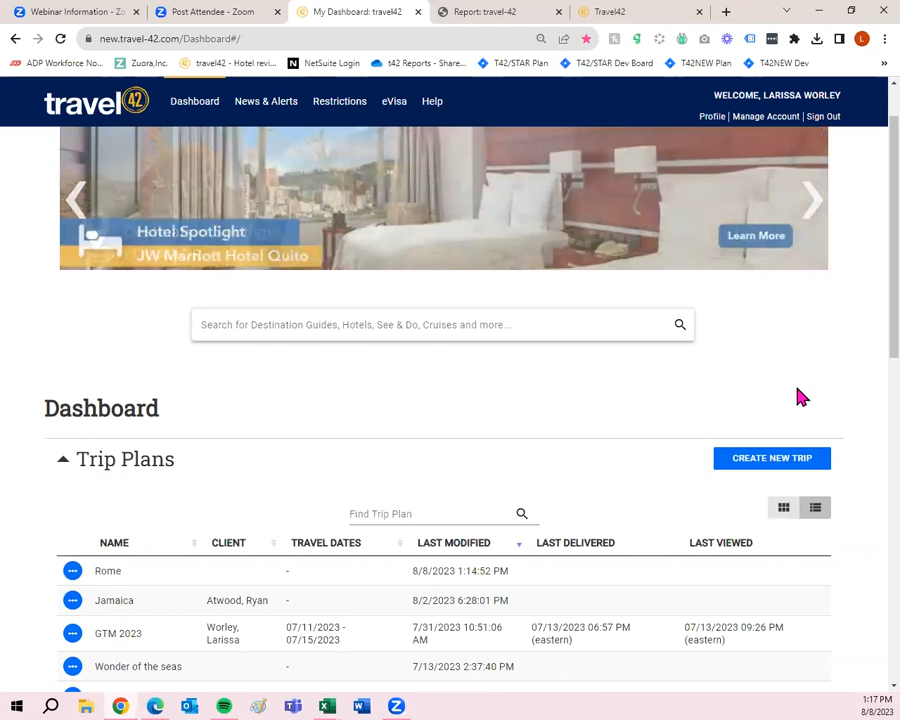 Webinar Information - Zo
Post Attendee - Zoom
My Dashboard: travel42
Report: travel-42
Travel42
new.travel-42.com/Dashboard#/
L
ADP Workforce No...
Zuora,Inc.
travel42 - Hotel revi...
NetSuite Login
t42 Reports - Share...
T42/STAR Plan
T42/STAR Dev Board
T42NEW Plan
T42NEW Dev
travel 42
Dashboard
News & Alerts
Restrictions
eVisa
Help
WELCOME, LARISSA WORLEY
Profile | Manage Account | Sign Out
Hotel Spotlight
JW Marriott Hotel Quito
Learn More
Search for Destination Guides, Hotels, See & Do, Cruises and more...
Dashboard
Trip Plans
CREATE NEW TRIP
Find Trip Plan
NAME CLIENT TRAVEL DATES LAST MODIFIED LAST DELIVERED LAST VIEWED
Rome - 8/8/2023 1:14:52 PM
Jamaica Atwood, Ryan - 8/2/2023 6:28:01 PM
GTM 2023 Worley, Larissa 07/11/2023 - 07/15/2023 7/31/2023 10:51:06 AM 07/13/2023 06:57 PM (eastern) 07/13/2023 09:26 PM (eastern)
Wonder of the seas - 7/13/2023 2:37:40 PM
1:17 PM
8/8/2023